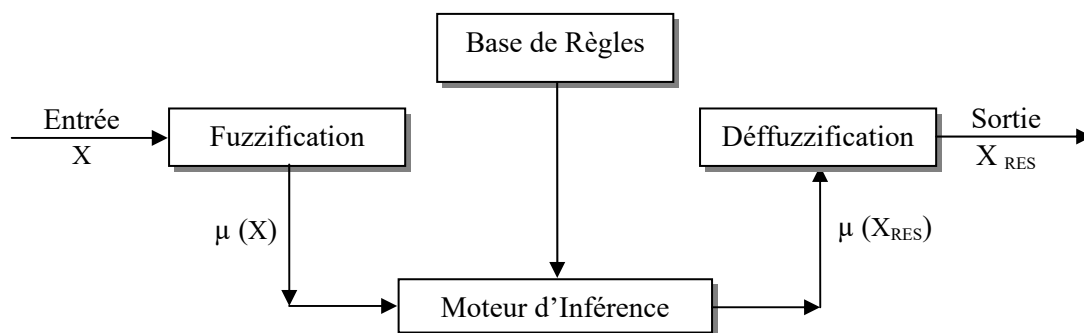 Base de Règles
Entrée
X
Fuzzification
Déffuzzification
Sortie
X RES
µ (X)
µ (XRES)
Moteur d’Inférence